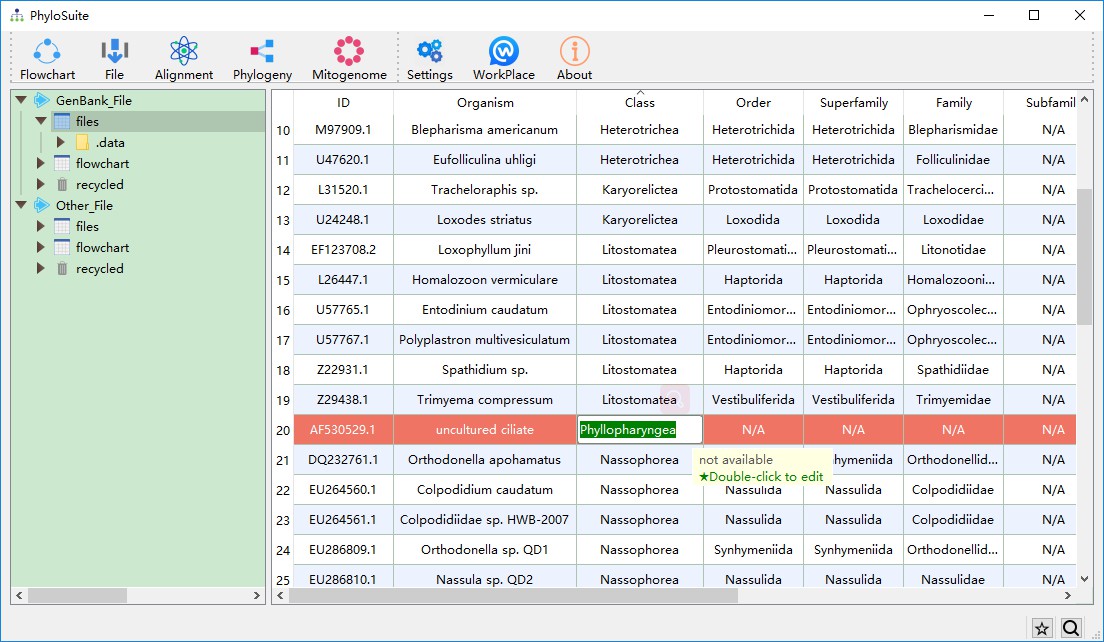 PhyloSuite
Flowchart File Alignment Phylogeny Mitogenome Settings WorkPlace About
GenBank_File
files
.data
flowchart
recycled
Other_File
files
flowchart
recycled
ID Organism Class Order Superfamily Family Subfamil
10 M97909.1 Blepharisma americanum Heterotrichea Heterotrichida Heterotrichida Blepharismidae N/A
11 U47620.1 Eufolliculina uhligi Heterotrichea Heterotrichida Heterotrichida Folliculinidae N/A
12 L31520.1 Tracheloraphis sp. Karyorelictea Protostomatida Protostomatida Trachelocerci... N/A
13 U24248.1 Loxodes striatus Karyorelictea Loxodida Loxodida Loxodidae N/A
14 EF123708.2 Loxophyllum jini Litostomatea Pleurostomati... Pleurostomati... Litonotidae N/A
15 L26447.1 Homalozoon vermiculare Litostomatea Haptorida Haptorida Homalozooni... N/A
16 U57765.1 Entodinium caudatum Litostomatea Entodiniomor... Entodiniomor... Ophryoscolec... N/A
17 U57767.1 Polyplastron multivesiculatum Litostomatea Entodiniomor... Entodiniomor... Ophryoscolec... N/A
18 Z22931.1 Spathidium sp. Litostomatea Haptorida Haptorida Spathidiidae N/A
19 Z29438.1 Trimyema compressum Litostomatea Vestibuliferida Vestibuliferida Trimyemidae N/A
20 AF530529.1 uncultured ciliate Phyllopharyngea N/A N/A N/A N/A
21 DQ232761.1 Orthodonella apohamatus Nassophorea hymeniida Orthodonellid... N/A
not available
★Double-click to edit
22 EU264560.1 Colpodidium caudatum Nassophorea Nassulida Nassulida Colpodidiidae N/A
23 EU264561.1 Colpodidiidae sp. HWB-2007 Nassophorea Nassulida Nassulida Colpodidiidae N/A
24 EU286809.1 Orthodonella sp. QD1 Nassophorea Synhymeniida Synhymeniida Orthodonellid... N/A
25 EU286810.1 Nassula sp. QD2 Nassophorea Nassulida Nassulida Nassulidae N/A